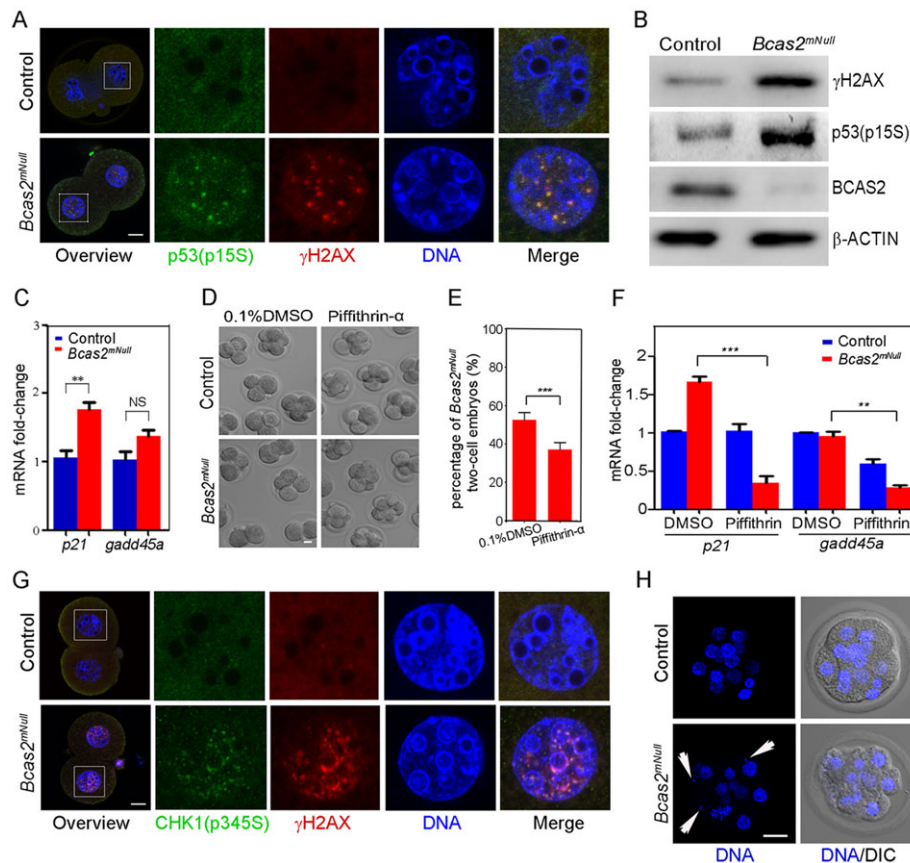 A
Control
Bcas2mNull
Overview
p53(p15S)
γH2AX
DNA
Merge
B
Control
Bcas2mNull
γH2AX
p53(p15S)
BCAS2
β-ACTIN
C
mRNA fold-change
3
2
1
0
Control
Bcas2mNull
**
NS
p21
gadd45a
D
0.1%DMSO
Piffithrin-α
Control
Bcas2mNull
E
percentage of Bcas2mNull
two-cell embryos (%)
100
80
60
40
20
0
***
0.1%DMSO
Piffithrin-α
F
mRNA fold-change
2
1.5
1
0.5
0
Control
Bcas2mNull
***
**
DMSO
Piffithrin
DMSO
Piffithrin
p21
gadd45a
G
Control
Bcas2mNull
Overview
CHK1(p345S)
γH2AX
DNA
Merge
H
Control
Bcas2mNull
DNA
DNA/DIC